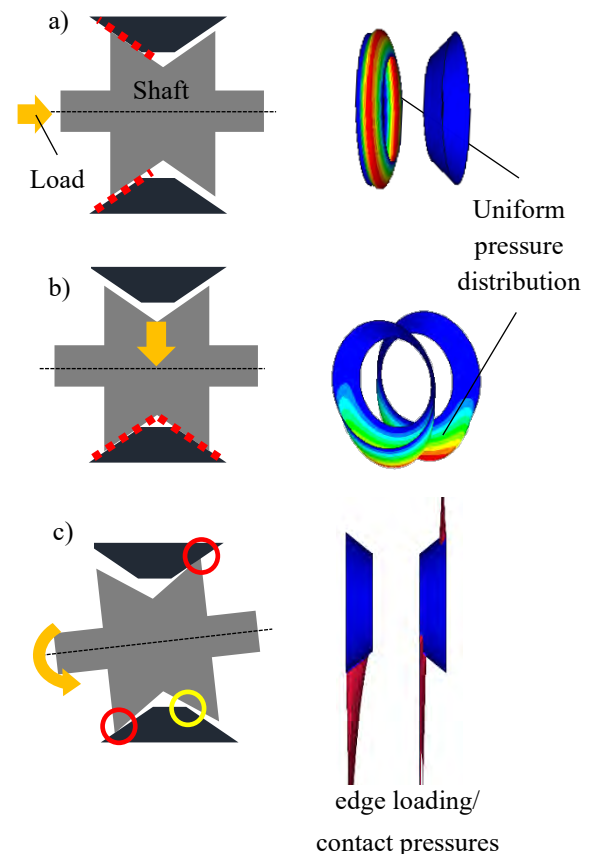 a)
Shaft
Load
Uniform
pressure
distribution
b)
c)
edge loading/
contact pressures